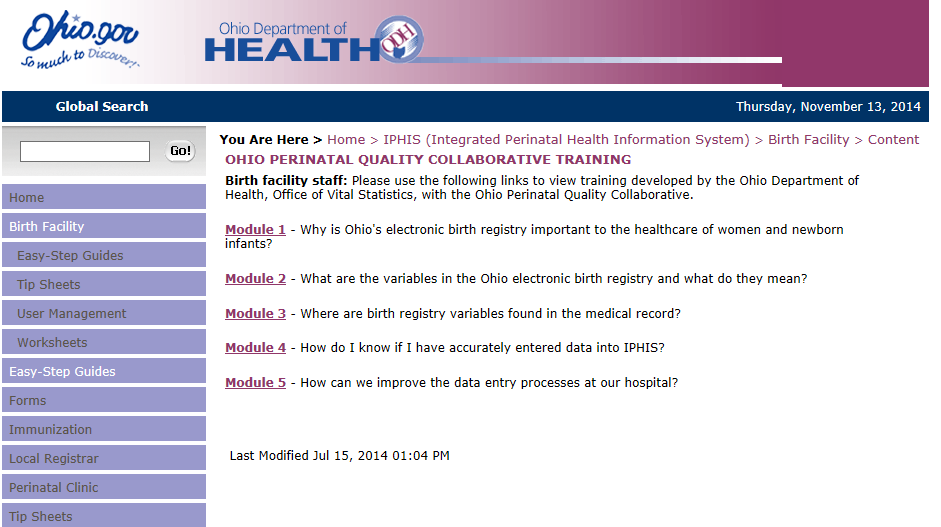 Ohio.gov
So much to Discover!
Ohio Department of
HEALTH
ODH
Global Search
Thursday, November 13, 2014
Go!
Home
Birth Facility
Easy-Step Guides
Tip Sheets
User Management
Worksheets
Easy-Step Guides
Forms
Immunization
Local Registrar
Perinatal Clinic
Tip Sheets
You Are Here > Home > IPHIS (Integrated Perinatal Health Information System) > Birth Facility > Content
OHIO PERINATAL QUALITY COLLABORATIVE TRAINING
Birth facility staff: Please use the following links to view training developed by the Ohio Department of
Health, Office of Vital Statistics, with the Ohio Perinatal Quality Collaborative.
Module 1 - Why is Ohio's electronic birth registry important to the healthcare of women and newborn
infants?
Module 2 - What are the variables in the Ohio electronic birth registry and what do they mean?
Module 3 - Where are birth registry variables found in the medical record?
Module 4 - How do I know if I have accurately entered data into IPHIS?
Module 5 - How can we improve the data entry processes at our hospital?
Last Modified Jul 15, 2014 01:04 PM